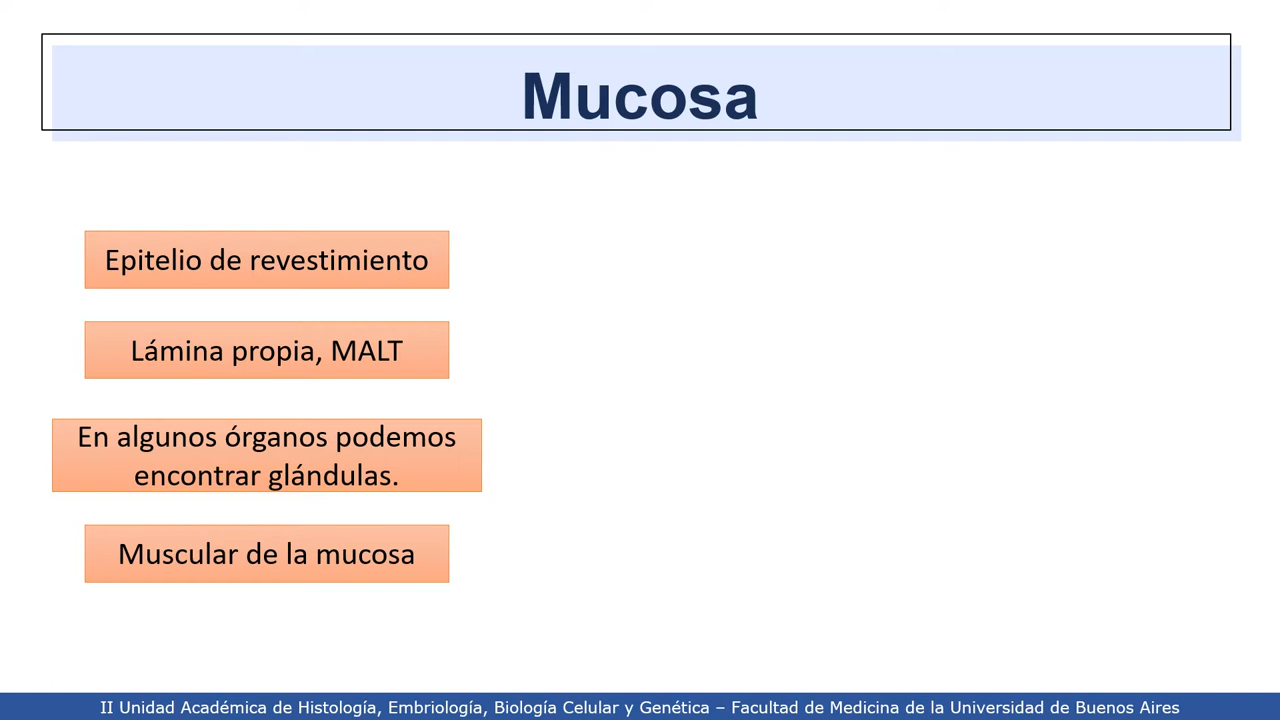 Mucosa
Epitelio de revestimiento
Lámina propia, MALT
En algunos órganos podemos
encontrar glándulas.
Muscular de la mucosa
II Unidad Académica de Histología, Embriología, Biología Celular y Genética – Facultad de Medicina de la Universidad de Buenos Aires